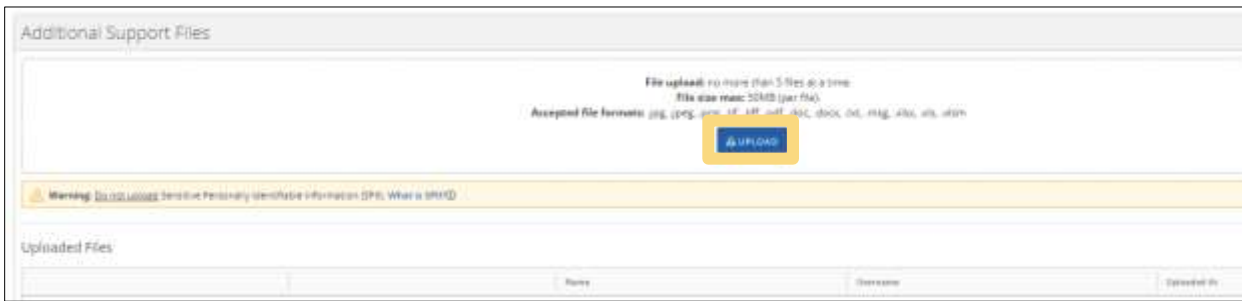 Additional Support Files
File upload: no more than 5 files at a time
File size max: 50MB (per file).
Accepted file formats: .jpg, .jpeg, .png, .tif, .tiff, .pdf, .doc, .docx, .txt, .msg, .xlsx, .xls, .xlsm
UPLOAD
Warning: Do not upload Sensitive Personally Identifiable Information (SPII). What is SPII?
Uploaded Files
Name Username Uploaded